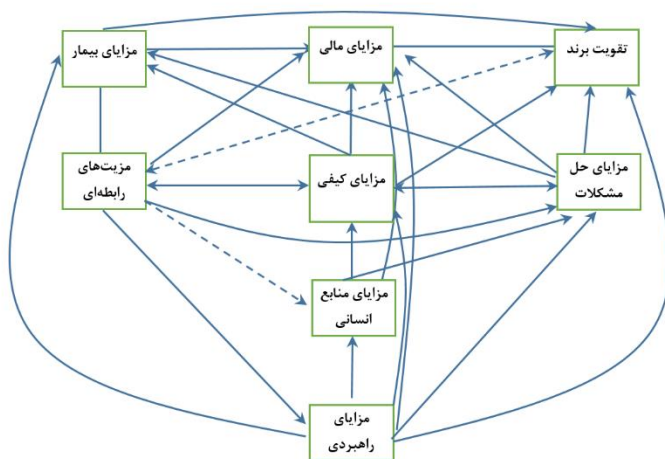 تقویت برند
مزایای مالی
مزایای بیمار
مزایای حل
مشکلات
مزایای کیفی
مزیت‌های
رابطه‌ای
مزایای منابع
انسانی
مزایای
راهبردی